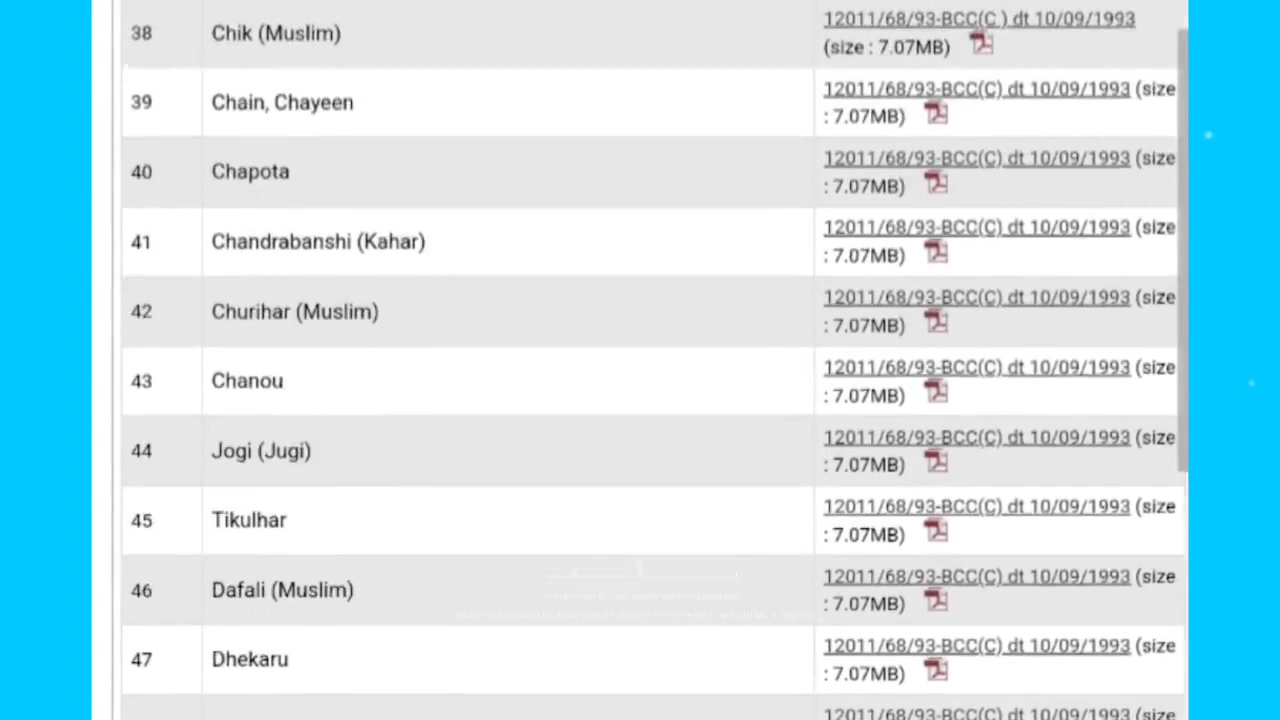 38 Chik (Muslim) 12011/68/93-BCC(C ) dt 10/09/1993
(size : 7.07MB)
39 Chain, Chayeen 12011/68/93-BCC(C) dt 10/09/1993 (size
: 7.07MB)
40 Chapota 12011/68/93-BCC(C) dt 10/09/1993 (size
: 7.07MB)
41 Chandrabanshi (Kahar) 12011/68/93-BCC(C) dt 10/09/1993 (size
: 7.07MB)
42 Churihar (Muslim) 12011/68/93-BCC(C) dt 10/09/1993 (size
: 7.07MB)
43 Chanou 12011/68/93-BCC(C) dt 10/09/1993 (size
: 7.07MB)
44 Jogi (Jugi) 12011/68/93-BCC(C) dt 10/09/1993 (size
: 7.07MB)
45 Tikulhar 12011/68/93-BCC(C) dt 10/09/1993 (size
: 7.07MB)
46 Dafali (Muslim) 12011/68/93-BCC(C) dt 10/09/1993 (size
: 7.07MB)
47 Dhekaru 12011/68/93-BCC(C) dt 10/09/1993 (size
: 7.07MB)
12011/68/93-BCC(C) dt 10/09/1993 (size